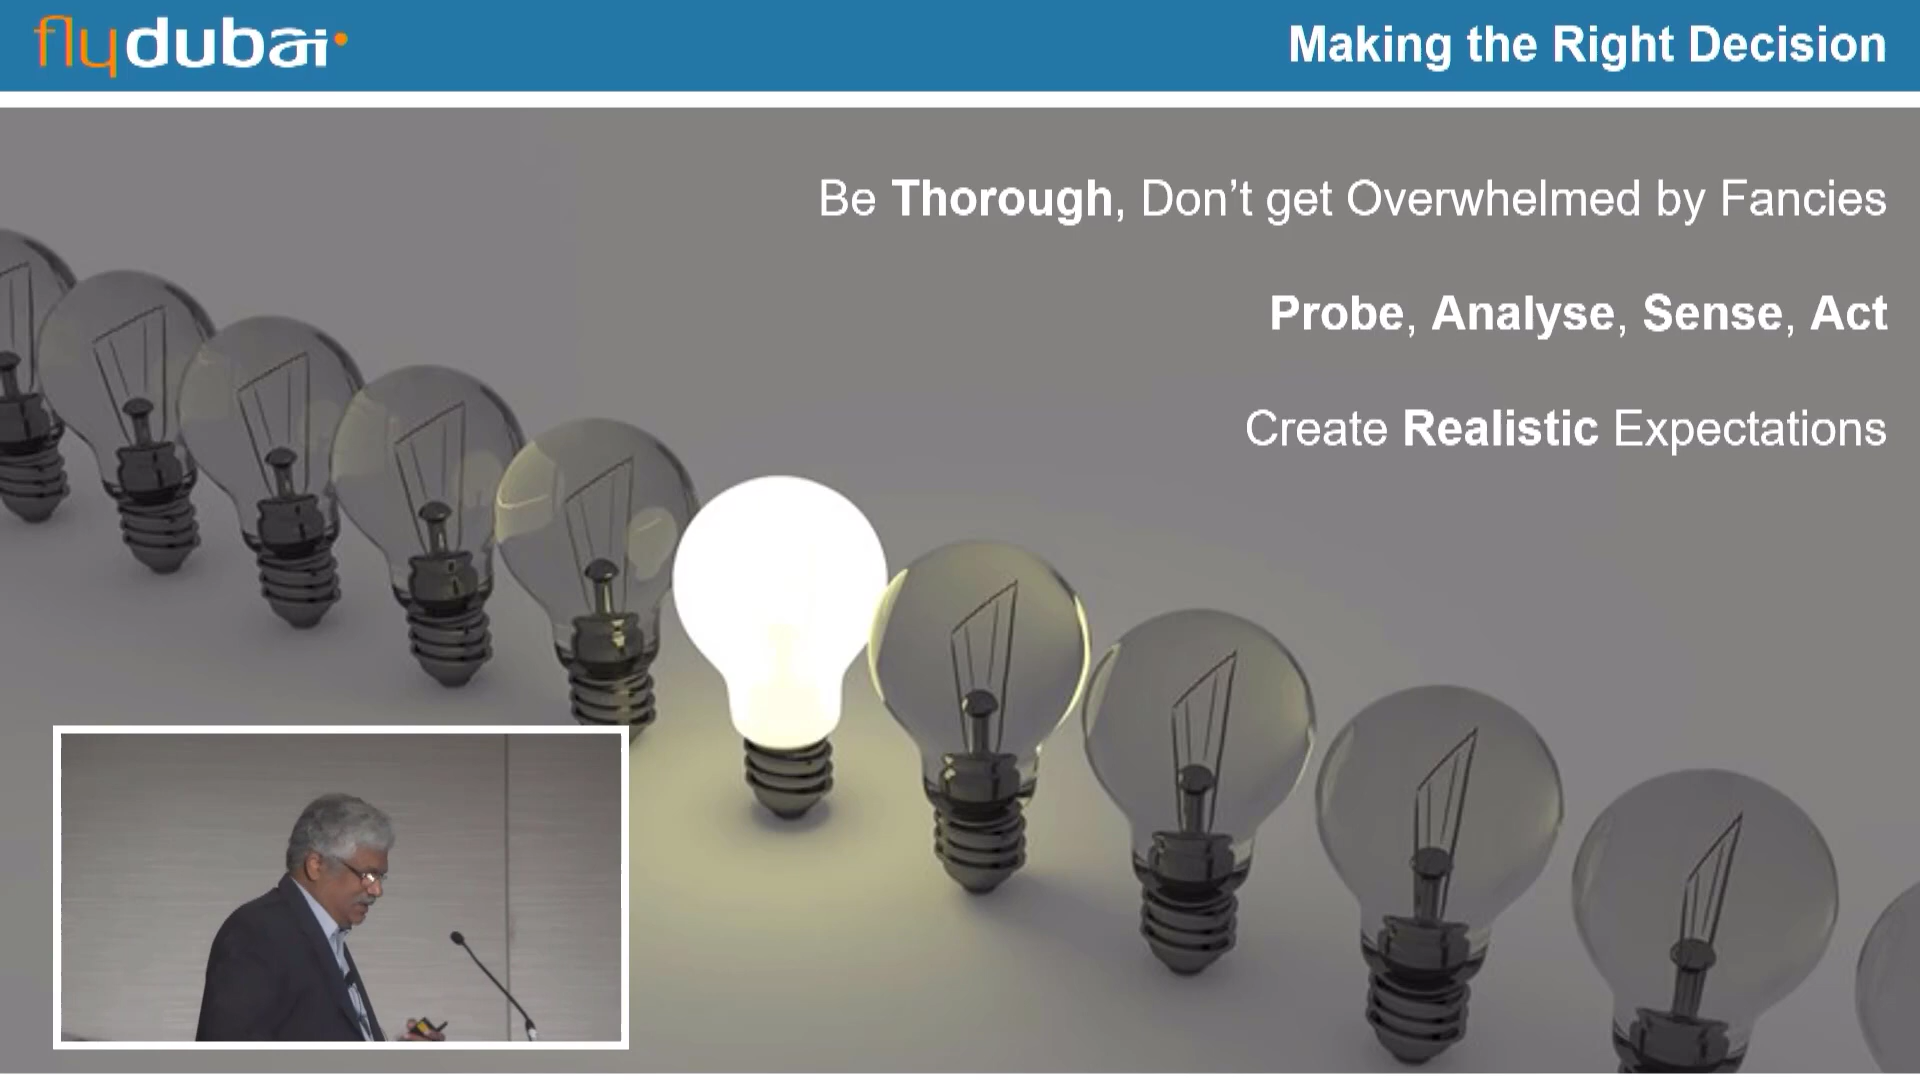 flydubai
Making the Right Decision
Be Thorough, Don’t get Overwhelmed by Fancies
Probe, Analyse, Sense, Act
Create Realistic Expectations